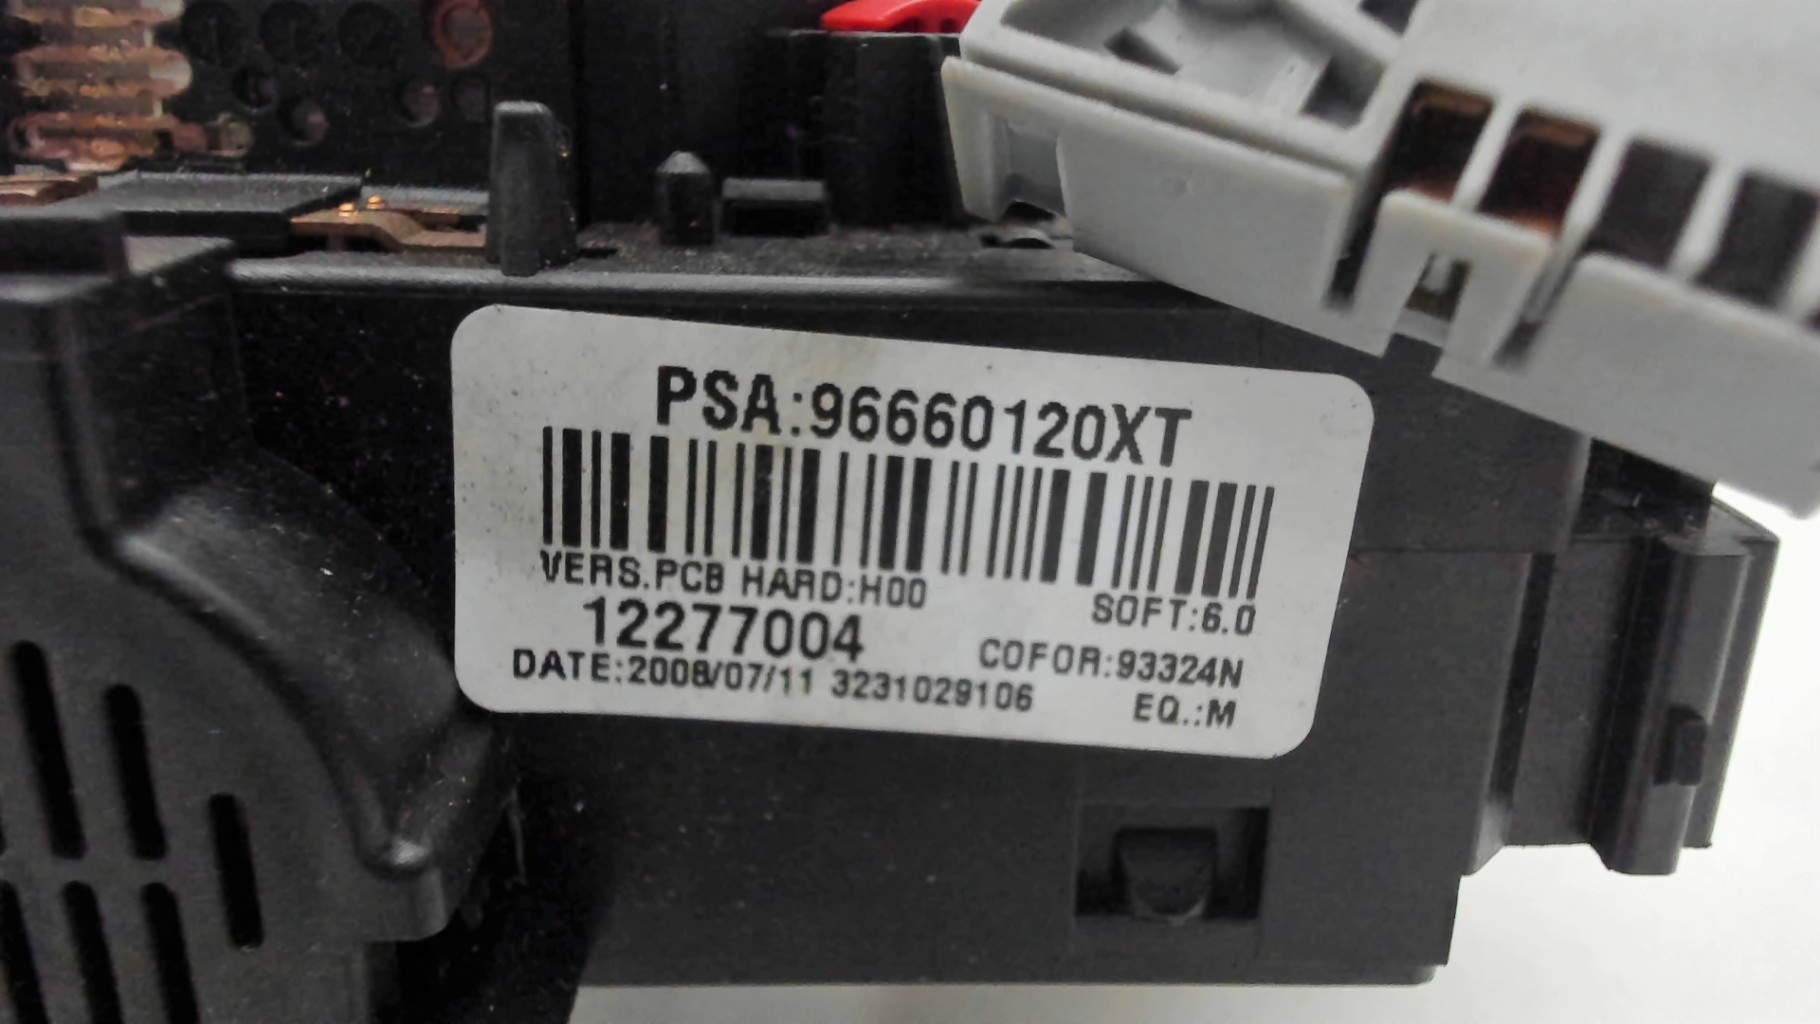 PSA:96660120XT
VERS.PCB HARD:H00 SOFT:6.0
12277004 COFOR:93324N
DATE:2008/07/11 3231029106 EQ.:M